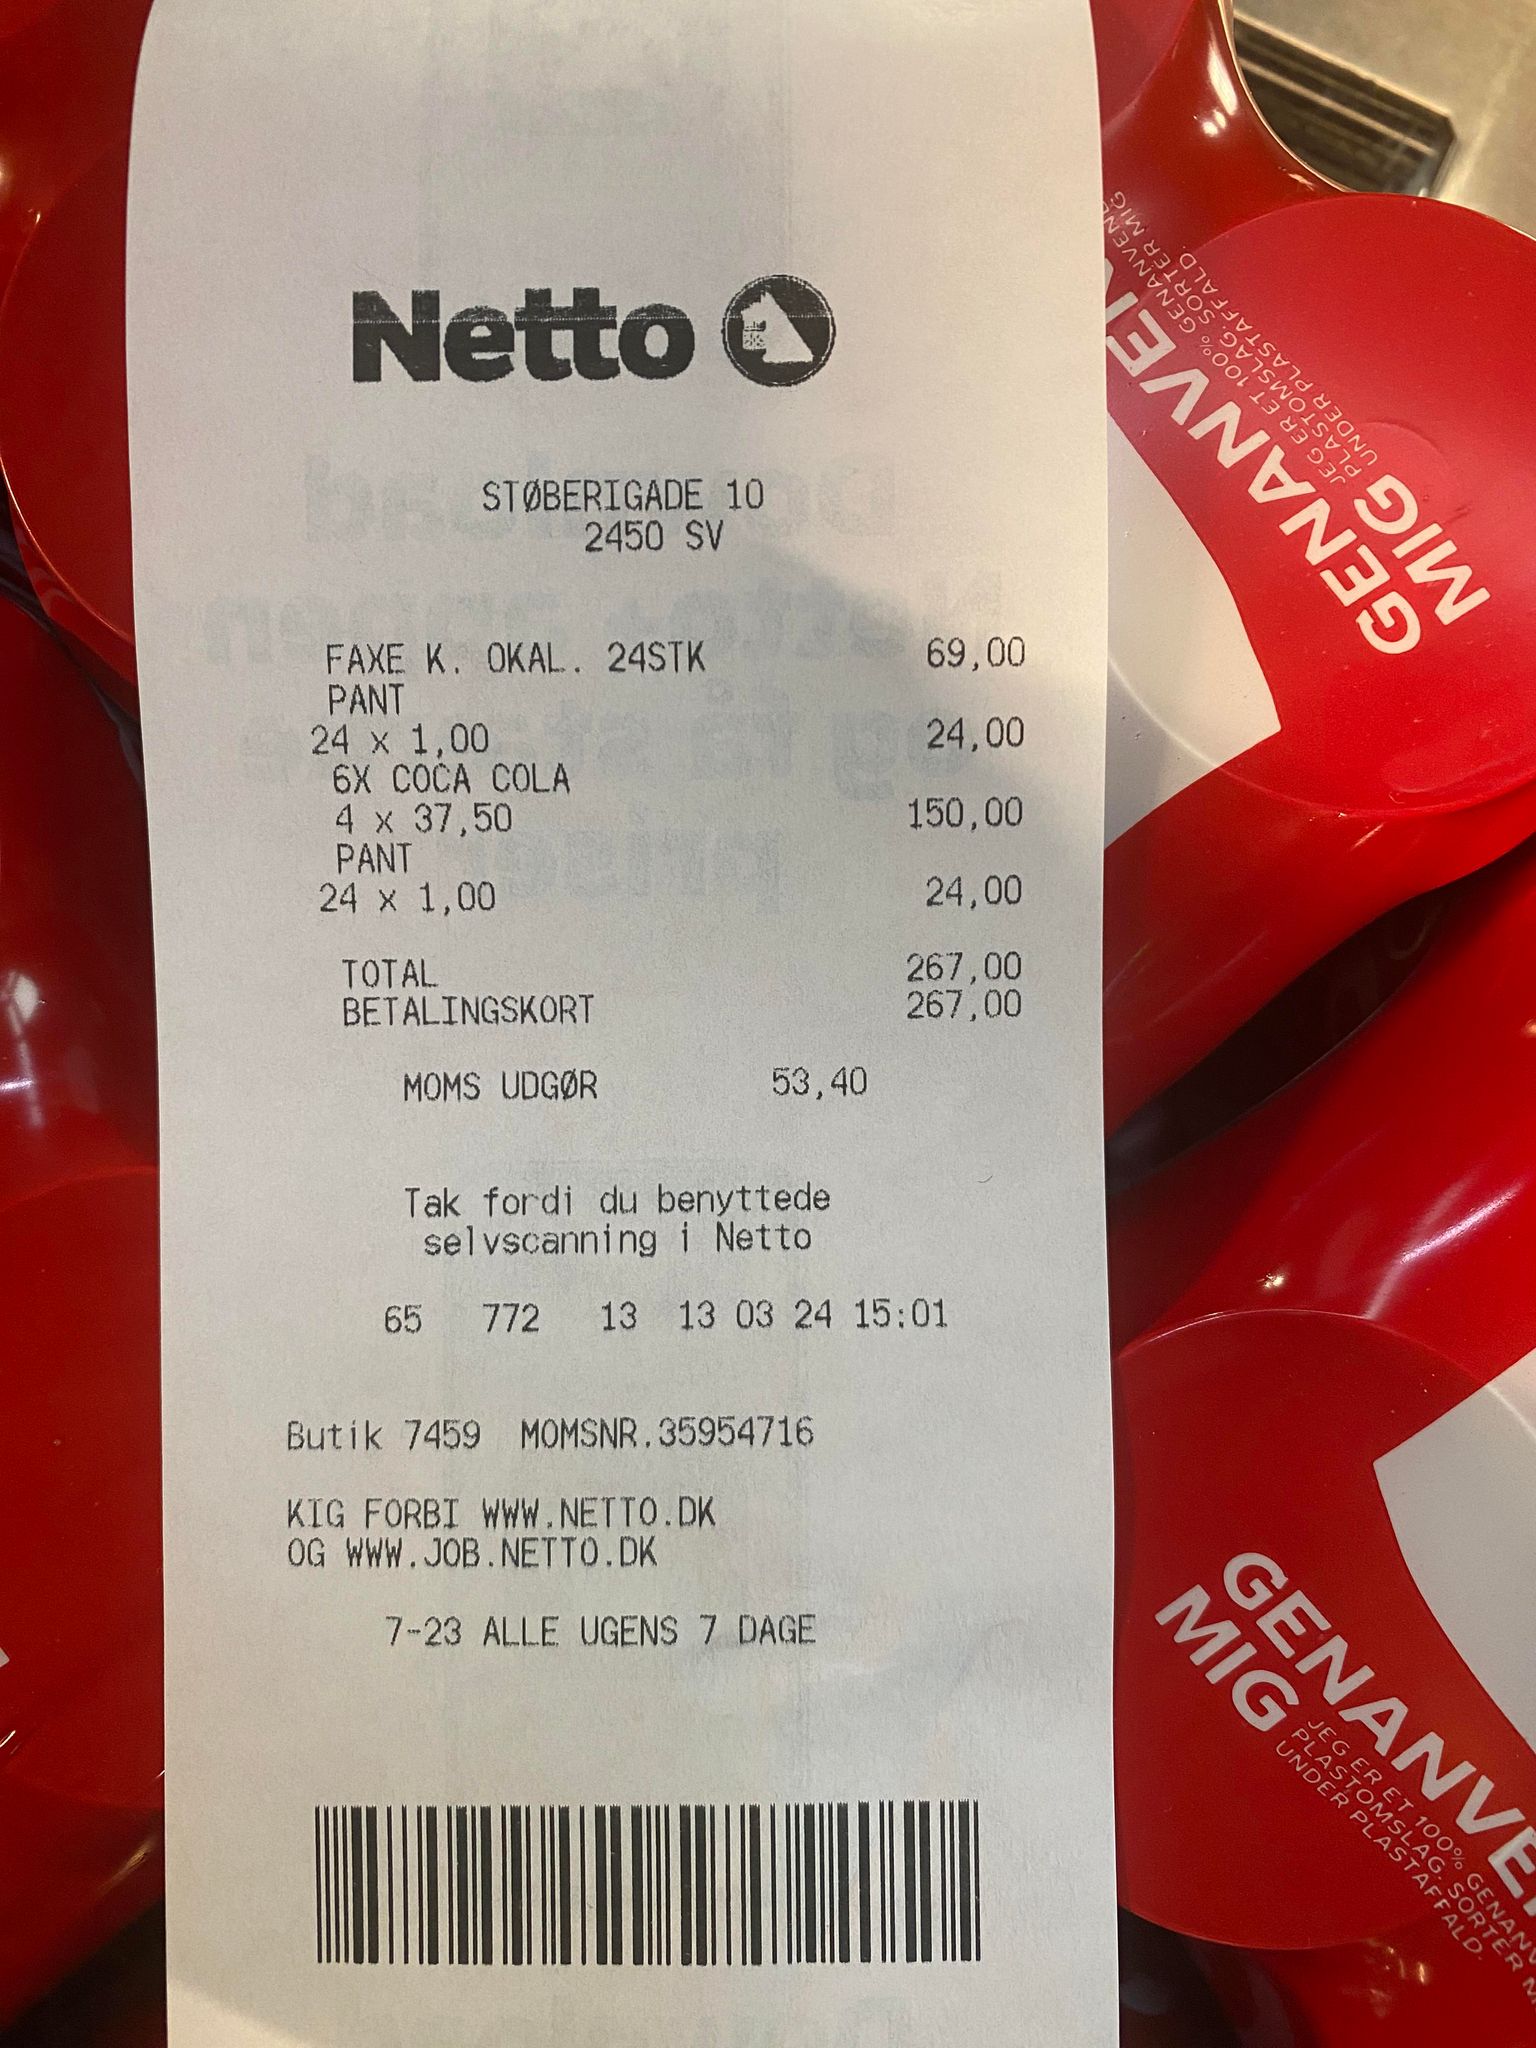 Netto
STØBERIGADE 10
2450 SV
FAXE K. OKAL. 24STK 69,00
PANT
24 x 1,00 24,00
6X COCA COLA
4 x 37,50 150,00
PANT
24 x 1,00 24,00
TOTAL 267,00
BETALINGSKORT 267,00
MOMS UDGØR 53,40
Tak fordi du benyttede
selvscanning i Netto
65 772 13 13 03 24 15:01
Butik 7459 MOMSNR.35954716
KIG FORBI WWW.NETTO.DK
OG WWW.JOB.NETTO.DK
7-23 ALLE UGENS 7 DAGE
GENANVEN
MIG
JEG ER ET 100% GENANVEND
PLASTOMSLAG. SORTER MIG
UNDER PLASTAFFALD.
GENANVE
MIG
JEG ER ET 100% GENANV
PLASTOMSLAG. SORTER M
UNDER PLASTAFFALD.